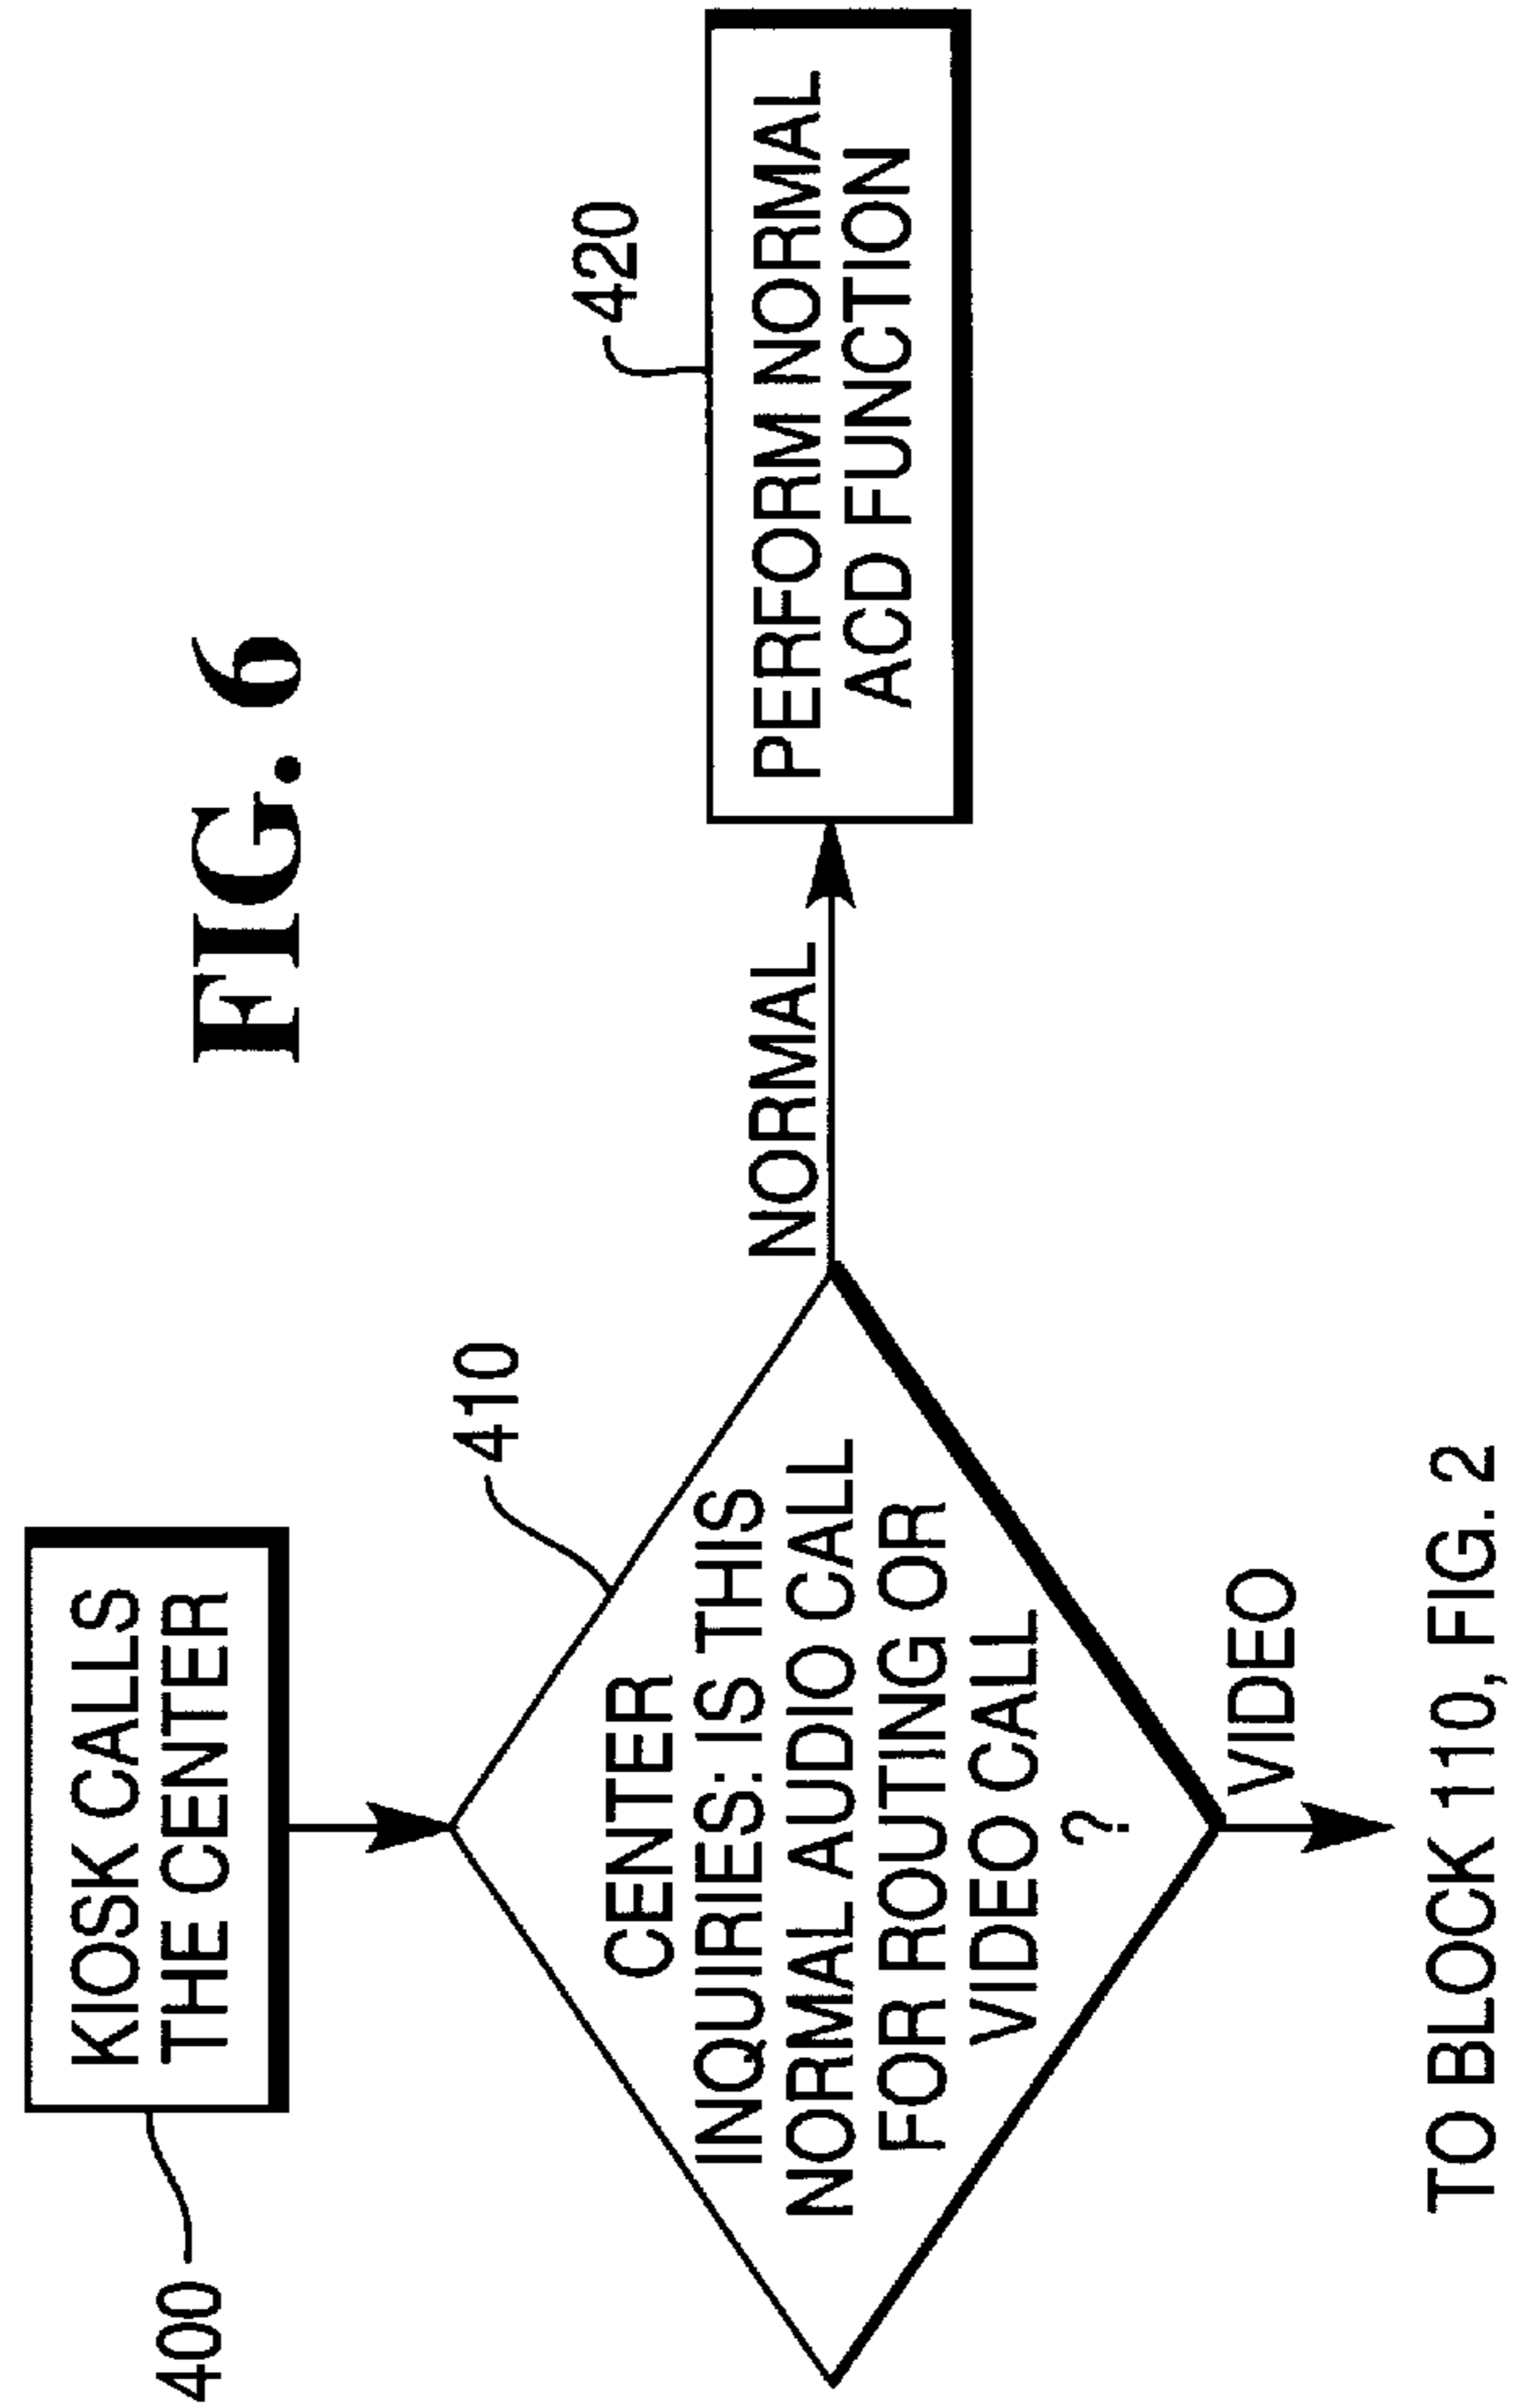 FIG. 6
400
KIOSK CALLS
THE CENTER
410
CENTER
INQUIRIES: IS THIS
NORMAL AUDIO CALL
FOR ROUTING OR
VIDEO CALL
?
NORMAL
420
PERFORM NORMAL
ACD FUNCTION
VIDEO
TO BLOCK 110, FIG. 2